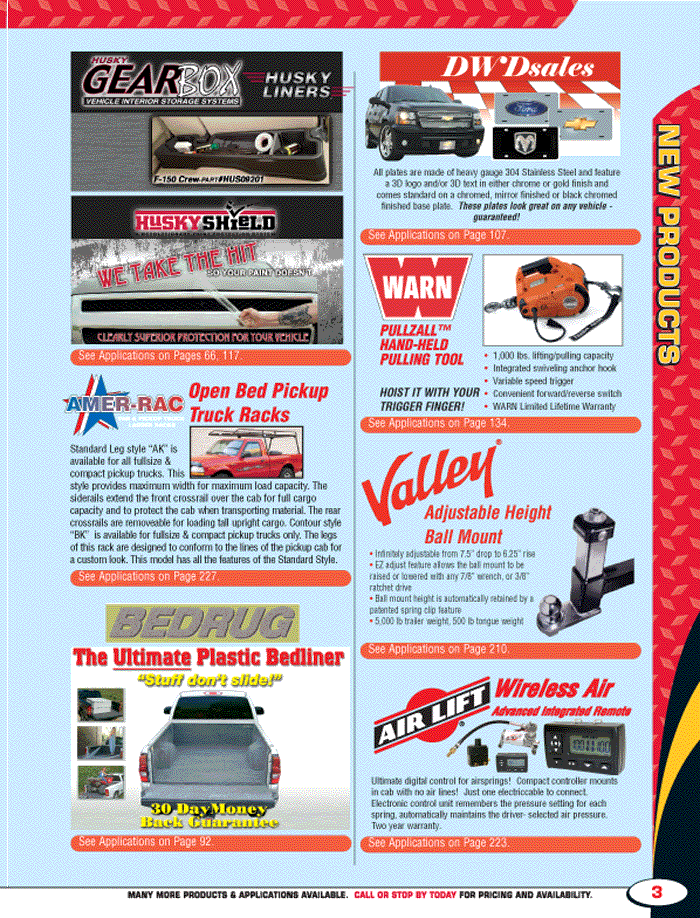 HUSKY
GEARBOX
VEHICLE INTERIOR STORAGE SYSTEMS
HUSKY
LINERS
F-150 Crew-PART#HUS09201
HUSKYSHIELD
WE TAKE THE HIT
SO YOUR PAINT DOESN'T
CLEARLY SUPERIOR PROTECTION FOR YOUR VEHICLE
See Applications on Pages 66, 117.
AMER-RAC
Open Bed Pickup
Truck Racks
Standard Leg style "AK" is
available for all fullsize &
compact pickup trucks. This
style provides maximum width for maximum load capacity. The
siderails extend the front crossrail over the cab for full cargo
capacity and to protect the cab when transporting material. The rear
crossrails are removeable for loading tall upright cargo. Contour style
"BK" is available for fullsize & compact pickup trucks only. The legs
of this rack are designed to conform to the lines of the pickup cab for
a custom look. This model has all the features of the Standard Style.
See Applications on Page 227.
BEDRUG
The Ultimate Plastic Bedliner
"Stuff don't slide!"
30 DayMoney
Back Guarantee
See Applications on Page 92.
DWDsales
Ford
All plates are made of heavy gauge 304 Stainless Steel and feature
a 3D logo and/or 3D text in either chrome or gold finish and
comes standard on a chromed, mirror finished or black chromed
finished base plate. These plates look great on any vehicle -
guaranteed!
See Applications on Page 107.
WARN
PULLZALL™
HAND-HELD
PULLING TOOL
HOIST IT WITH YOUR
TRIGGER FINGER!
• 1,000 lbs. lifting/pulling capacity
• Integrated swiveling anchor hook
• Variable speed trigger
• Convenient forward/reverse switch
• WARN Limited Lifetime Warranty
See Applications on Page 134.
Valley®
Adjustable Height
Ball Mount
• Infinitely adjustable from 7.5" drop to 6.25" rise
• EZ adjust feature allows the ball mount to be
raised or lowered with any 7/8" wrench, or 3/8"
ratchet drive
• Ball mount height is automatically retained by a
patented spring clip feature
• 5,000 lb trailer weight, 500 lb tongue weight
See Applications on Page 210.
AIR LIFT
Wireless Air
Advanced Integrated Remote
Ultimate digital control for airsprings! Compact controller mounts
in cab with no air lines! Just one electriccable to connect.
Electronic control unit remembers the pressure setting for each
spring, automatically maintains the driver- selected air pressure.
Two year warranty.
See Applications on Page 223.
NEW PRODUCTS
MANY MORE PRODUCTS & APPLICATIONS AVAILABLE. CALL OR STOP BY TODAY FOR PRICING AND AVAILABILITY.
3